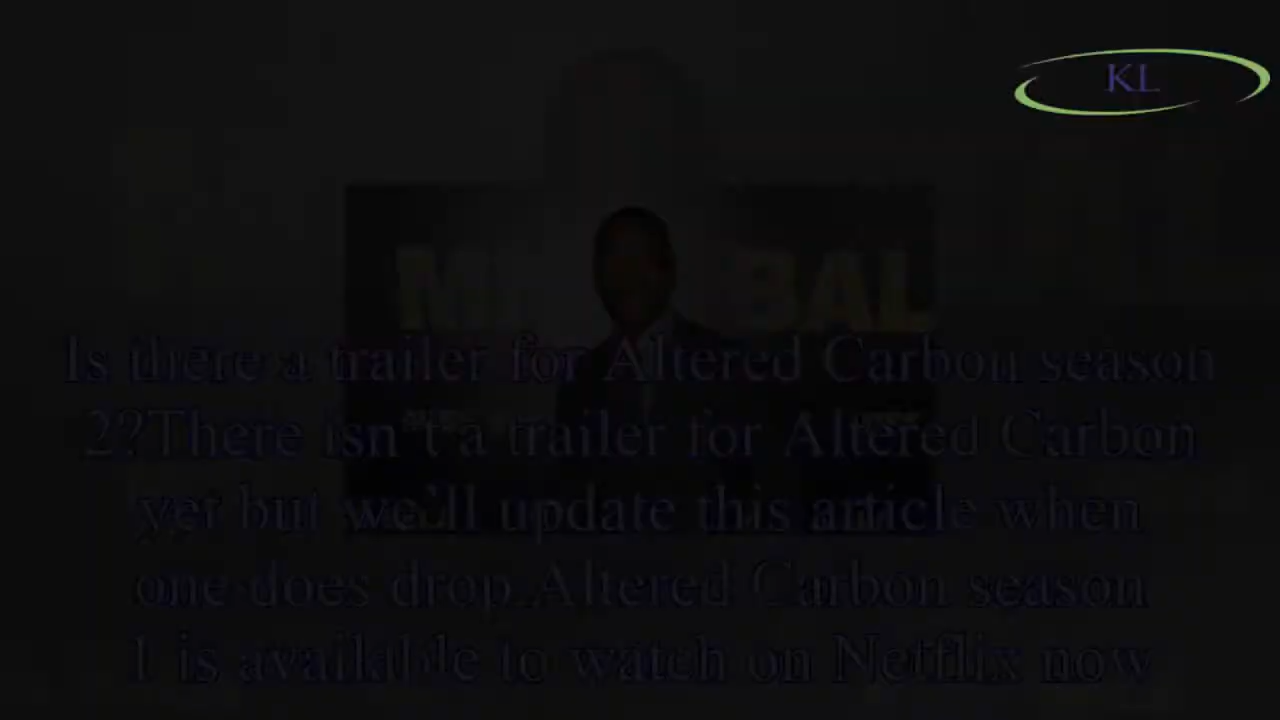 KL
Is there a trailer for Altered Carbon season
2?There isn't a trailer for Altered Carbon
yet but we'll update this article when
one does drop.Altered Carbon season
1 is available to watch on Netflix now